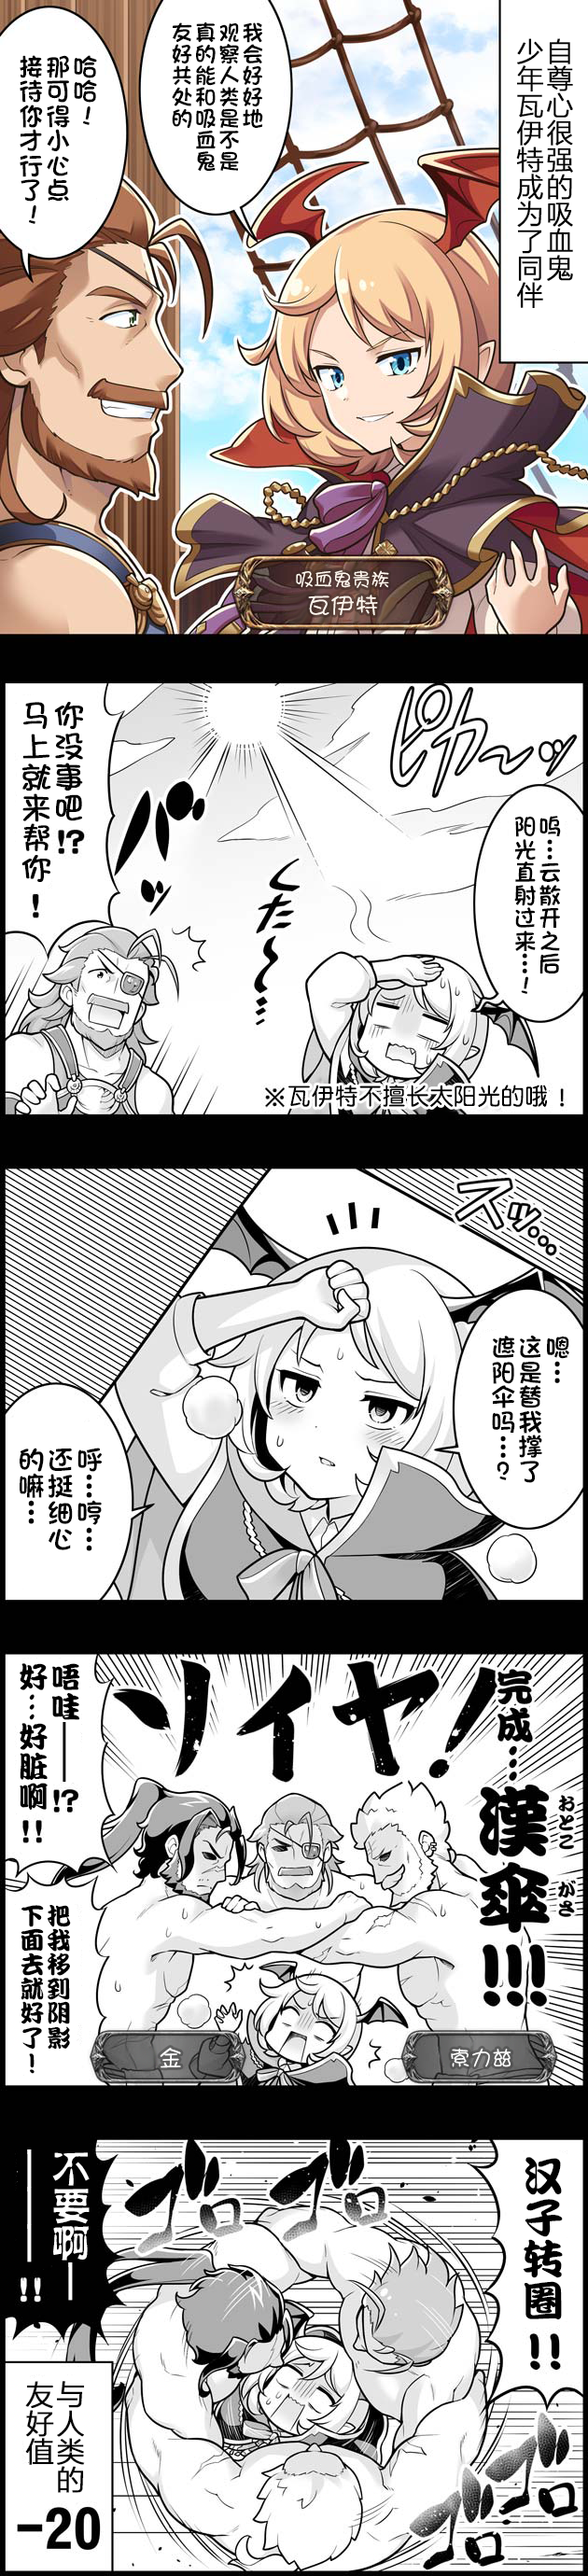 自尊心很强的吸血鬼
少年瓦伊特成为了同伴
我会好好地
观察人类是不是
真的能和吸血鬼
友好共处的
哈哈！
那可得小心点
接待你才行了！
吸血鬼贵族
瓦伊特
ピカ〜ッ
呜…云散开之后
阳光直射过来…！
くた〜…
バッ
你没事吧!?
马上就来帮你！
※瓦伊特不擅长太阳光的哦！
スッ…
嗯…
这是替我撑了
遮阳伞吗…？
呼…哼…
还挺细心
的嘛…
完成…
漢傘!!!
おとこ
がさ
ソイヤ！
唔哇——!?
好…好脏啊!!
把我移到阴影
下面去就好了！
金
索力兹
汉子转圈!!
ゴロ
ゴロ
ゴロ
ゴロ
不要啊——!!
与人类的
友好值
-20